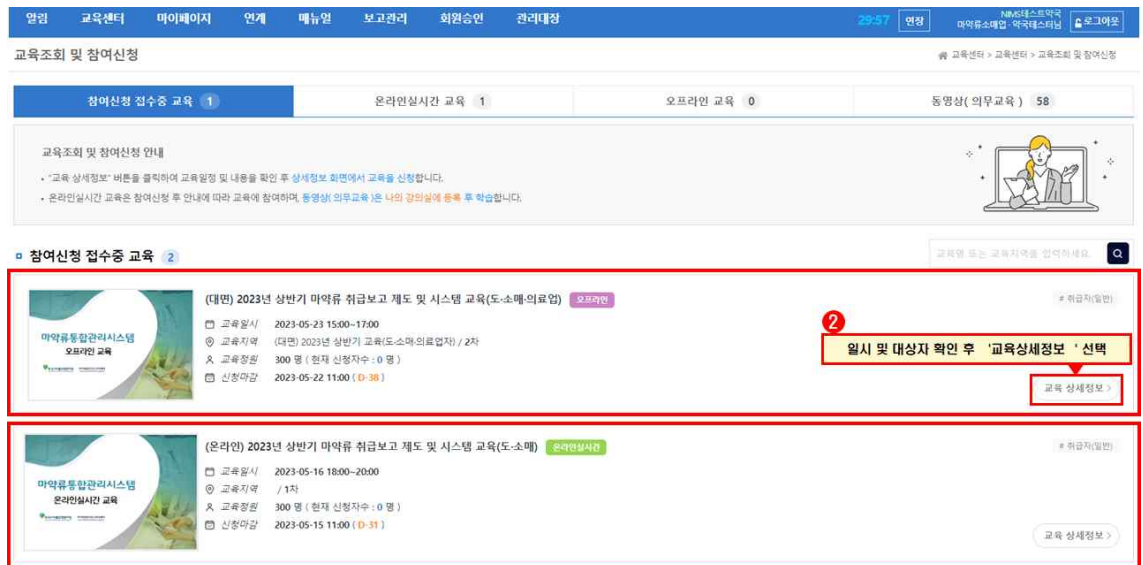 알림 교육센터 마이페이지 연계 매뉴얼 보고관리 회원승인 관리대장 29:57 연장 NIMS테스트약국 마약류소매업·약국테스터님 로그아웃
교육조회 및 참여신청 교육센터 > 교육센터 > 교육조회 및 참여신청
참여신청 접수중 교육 1 온라인실시간 교육 1 오프라인 교육 0 동영상( 의무교육 ) 58
교육조회 및 참여신청 안내
• "교육 상세정보" 버튼을 클릭하여 교육일정 및 내용을 확인 후 상세정보 화면에서 교육을 신청합니다.
• 온라인실시간 교육은 참여신청 후 안내에 따라 교육에 참여하며, 동영상( 의무교육 )은 나의 강의실에 등록 후 학습합니다.
참여신청 접수중 교육 2 교육명 또는 교육지역을 입력하세요.
(대면) 2023년 상반기 마약류 취급보고 제도 및 시스템 교육(도·소매·의료업) 오프라인 # 취급자(일반)
마약류통합관리시스템
오프라인 교육
교육일시 2023-05-23 15:00~17:00
교육지역 (대면) 2023년 상반기 교육(도·소매·의료업자) / 2차
교육정원 300 명 ( 현재 신청자수 : 0 명 )
신청마감 2023-05-22 11:00 ( D-38 )
2
일시 및 대상자 확인 후 '교육상세정보 ' 선택
교육 상세정보 >
(온라인) 2023년 상반기 마약류 취급보고 제도 및 시스템 교육(도·소매) 온라인실시간 # 취급자(일반)
마약류통합관리시스템
온라인실시간 교육
교육일시 2023-05-16 18:00~20:00
교육지역 / 1차
교육정원 300 명 ( 현재 신청자수 : 0 명 )
신청마감 2023-05-15 11:00 ( D-31 )
교육 상세정보 >